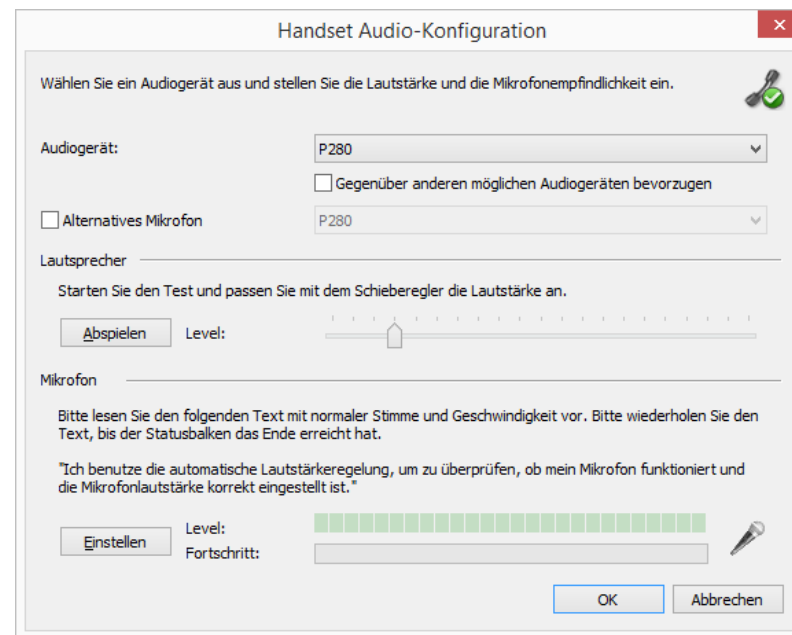 Handset Audio-Konfiguration
Wählen Sie ein Audiogerät aus und stellen Sie die Lautstärke und die Mikrofonempfindlichkeit ein.
Audiogerät:
P280
Gegenüber anderen möglichen Audiogeräten bevorzugen
Alternatives Mikrofon
P280
Lautsprecher
Starten Sie den Test und passen Sie mit dem Schieberegler die Lautstärke an.
Abspielen
Level:
Mikrofon
Bitte lesen Sie den folgenden Text mit normaler Stimme und Geschwindigkeit vor. Bitte wiederholen Sie den
Text, bis der Statusbalken das Ende erreicht hat.
"Ich benutze die automatische Lautstärkeregelung, um zu überprüfen, ob mein Mikrofon funktioniert und
die Mikrofonlautstärke korrekt eingestellt ist."
Einstellen
Level:
Fortschritt:
OK
Abbrechen